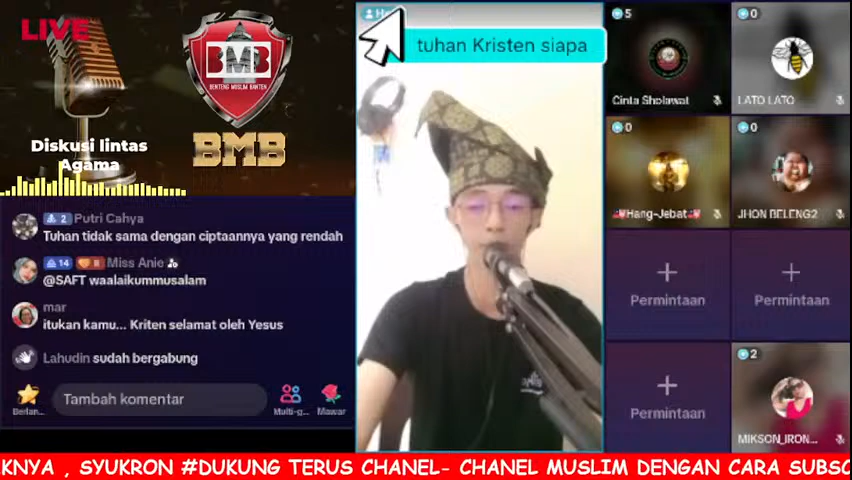 LIVE
BMB
BENTENG MUSLIM BANTEN
BMB
Diskusi lintas
Agama
2 Putri Cahya
Tuhan tidak sama dengan ciptaannya yang rendah
14 Miss Anie
@SAFT waalaikummusalam
mar
itukan kamu... Kriten selamat oleh Yesus
Lahudin sudah bergabung
Berlan...
Tambah komentar
Multi-g...
Mawar
tuhan Kristen siapa
5
Cinta Sholawat
0
LATO LATO
0
Hang-Jebat
0
JHON BELENG2
Permintaan
Permintaan
Permintaan
2
MIKSON_IRON...
KNYA , SYUKRON #DUKUNG TERUS CHANEL- CHANEL MUSLIM DENGAN CARA SUBSC